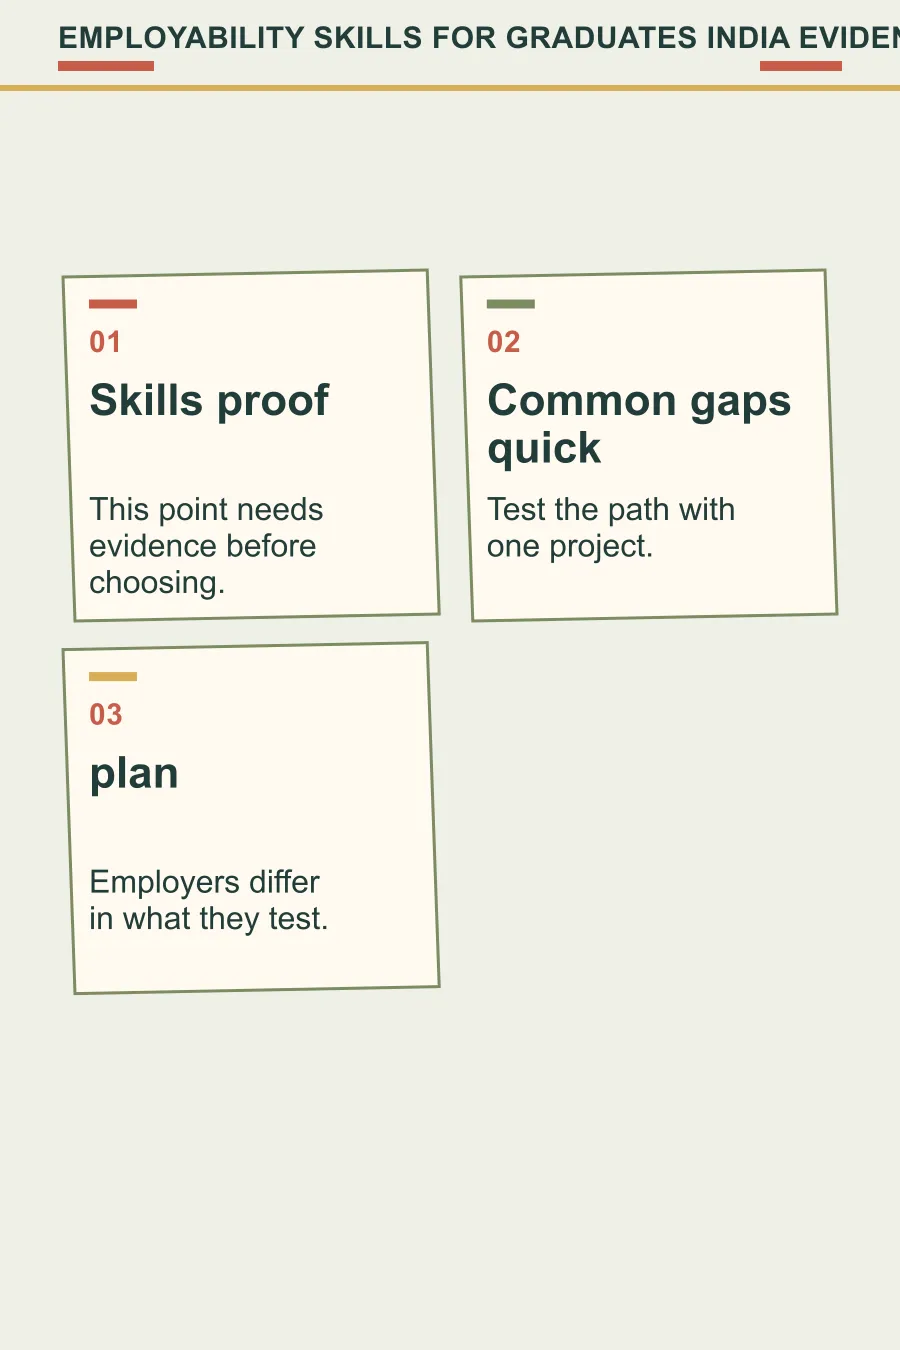 EMPLOYABILITY SKILLS FOR GRADUATES INDIA
01
Skills proof
This point needs
evidence before
choosing.
02
Common gaps
quick
Test the path with
one project.
03
plan
Employers differ
in what they test.